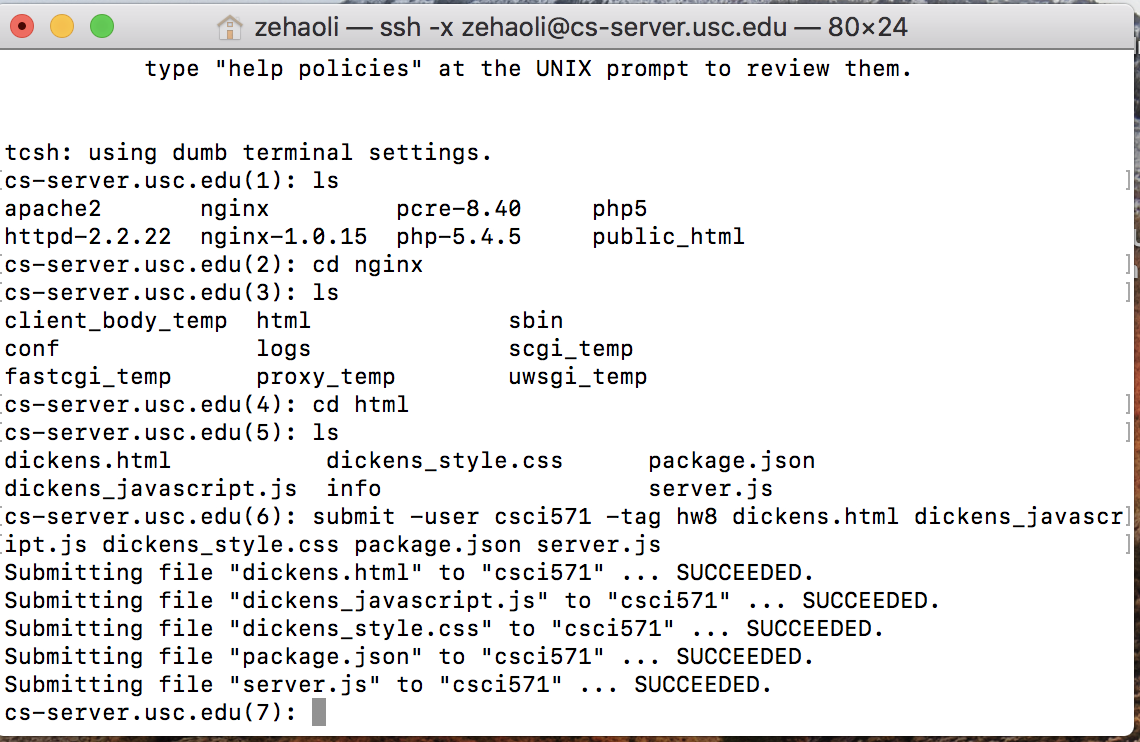 zehaoli — ssh -x zehaoli@cs-server.usc.edu — 80×24
type "help policies" at the UNIX prompt to review them.
tcsh: using dumb terminal settings.
[cs-server.usc.edu(1): ls ]
apache2 nginx pcre-8.40 php5
httpd-2.2.22 nginx-1.0.15 php-5.4.5 public_html
[cs-server.usc.edu(2): cd nginx ]
[cs-server.usc.edu(3): ls ]
client_body_temp html sbin
conf logs scgi_temp
fastcgi_temp proxy_temp uwsgi_temp
[cs-server.usc.edu(4): cd html ]
[cs-server.usc.edu(5): ls ]
dickens.html dickens_style.css package.json
dickens_javascript.js info server.js
[cs-server.usc.edu(6): submit -user csci571 -tag hw8 dickens.html dickens_javascr]
[ipt.js dickens_style.css package.json server.js ]
Submitting file "dickens.html" to "csci571" ... SUCCEEDED.
Submitting file "dickens_javascript.js" to "csci571" ... SUCCEEDED.
Submitting file "dickens_style.css" to "csci571" ... SUCCEEDED.
Submitting file "package.json" to "csci571" ... SUCCEEDED.
Submitting file "server.js" to "csci571" ... SUCCEEDED.
cs-server.usc.edu(7):